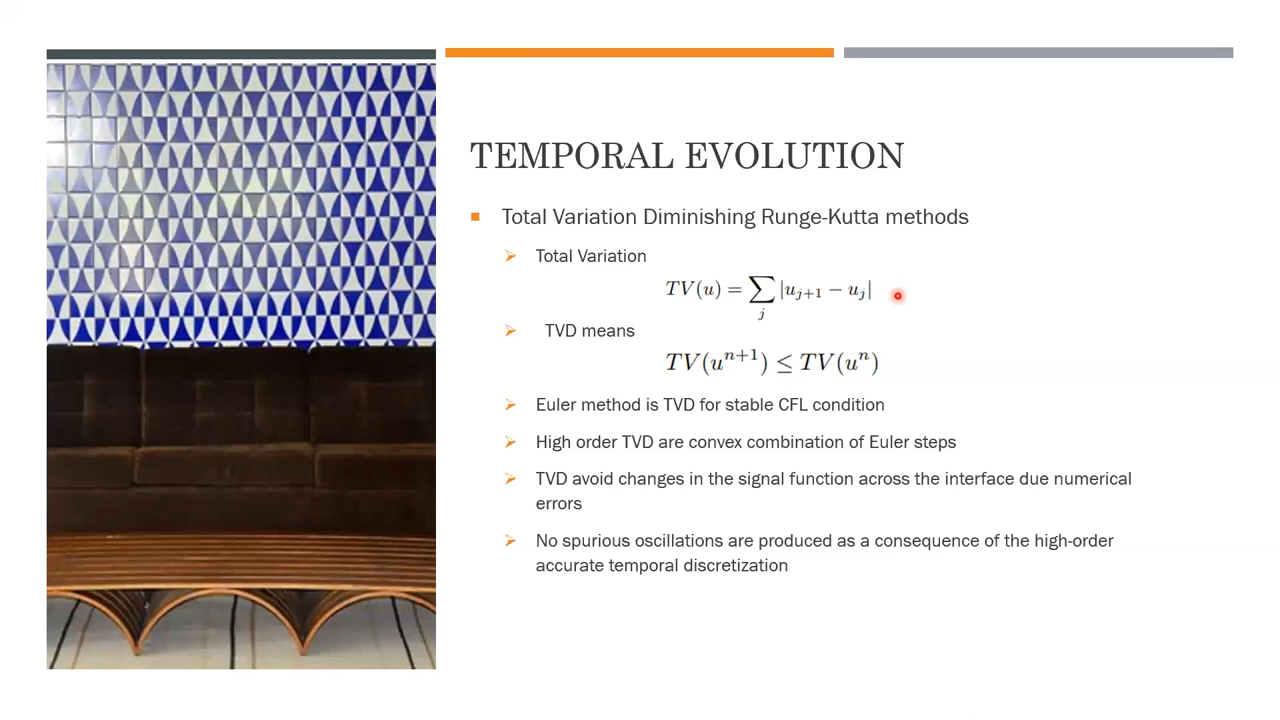 TEMPORAL EVOLUTION
Total Variation Diminishing Runge-Kutta methods
Total Variation
TV(u) = ∑_j |u_{j+1} − u_j|
TVD means
TV(u^{n+1}) ≤ TV(u^n)
Euler method is TVD for stable CFL condition
High order TVD are convex combination of Euler steps
TVD avoid changes in the signal function across the interface due numerical
errors
No spurious oscillations are produced as a consequence of the high-order
accurate temporal discretization